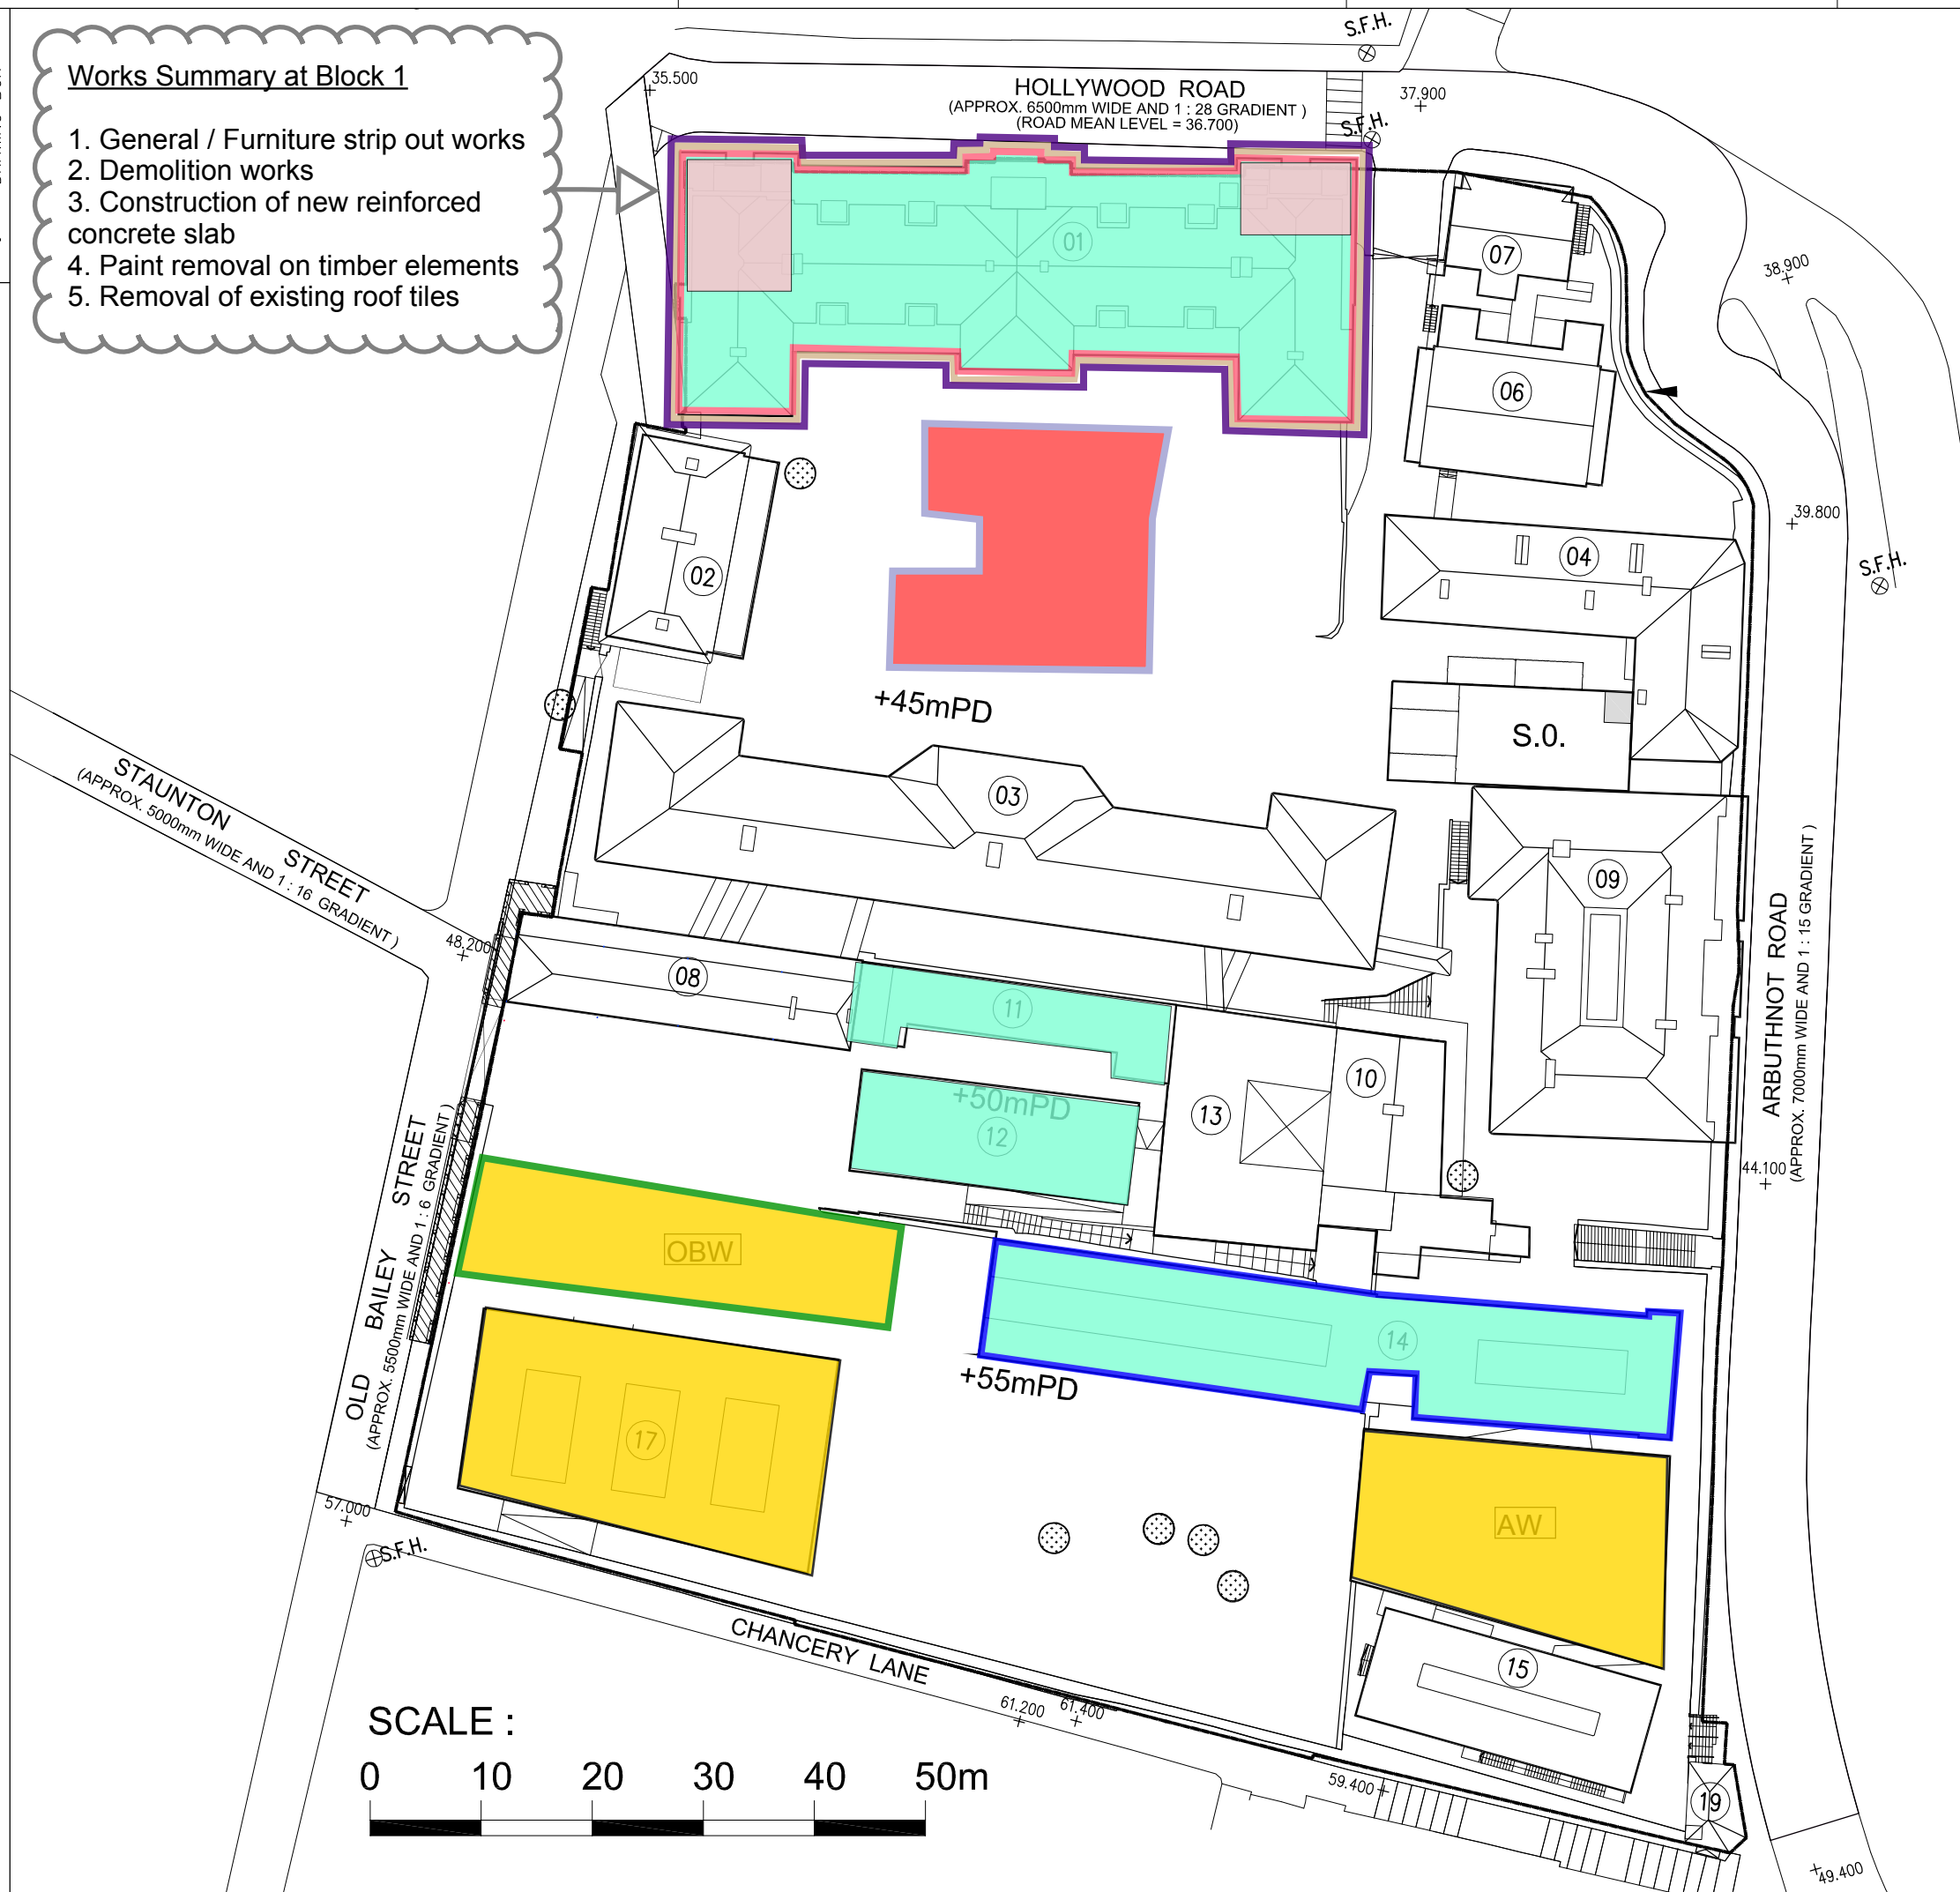 Works Summary at Block 1
1. General / Furniture strip out works
2. Demolition works
3. Construction of new reinforced
concrete slab
4. Paint removal on timber elements
5. Removal of existing roof tiles
S.F.H.
35.500
HOLLYWOOD ROAD
(APPROX. 6500mm WIDE AND 1 : 28 GRADIENT )
(ROAD MEAN LEVEL = 36.700)
37.900
S.F.H.
01
07
38.900
06
39.800
04
S.F.H.
02
+45mPD
S.O.
03
STAUNTON STREET
(APPROX. 5000mm WIDE AND 1 : 16 GRADIENT )
48.200
09
ARBUTHNOT ROAD
(APPROX. 7000mm WIDE AND 1 : 15 GRADIENT )
08
11
10
+50mPD
12
13
44.100
OLD BAILEY STREET
(APPROX. 5500mm WIDE AND 1 : 6 GRADIENT )
OBW
14
+55mPD
17
57.000
S.F.H.
AW
CHANCERY LANE
15
61.200
61.400
59.400
19
49.400
SCALE :
0 10 20 30 40 50m